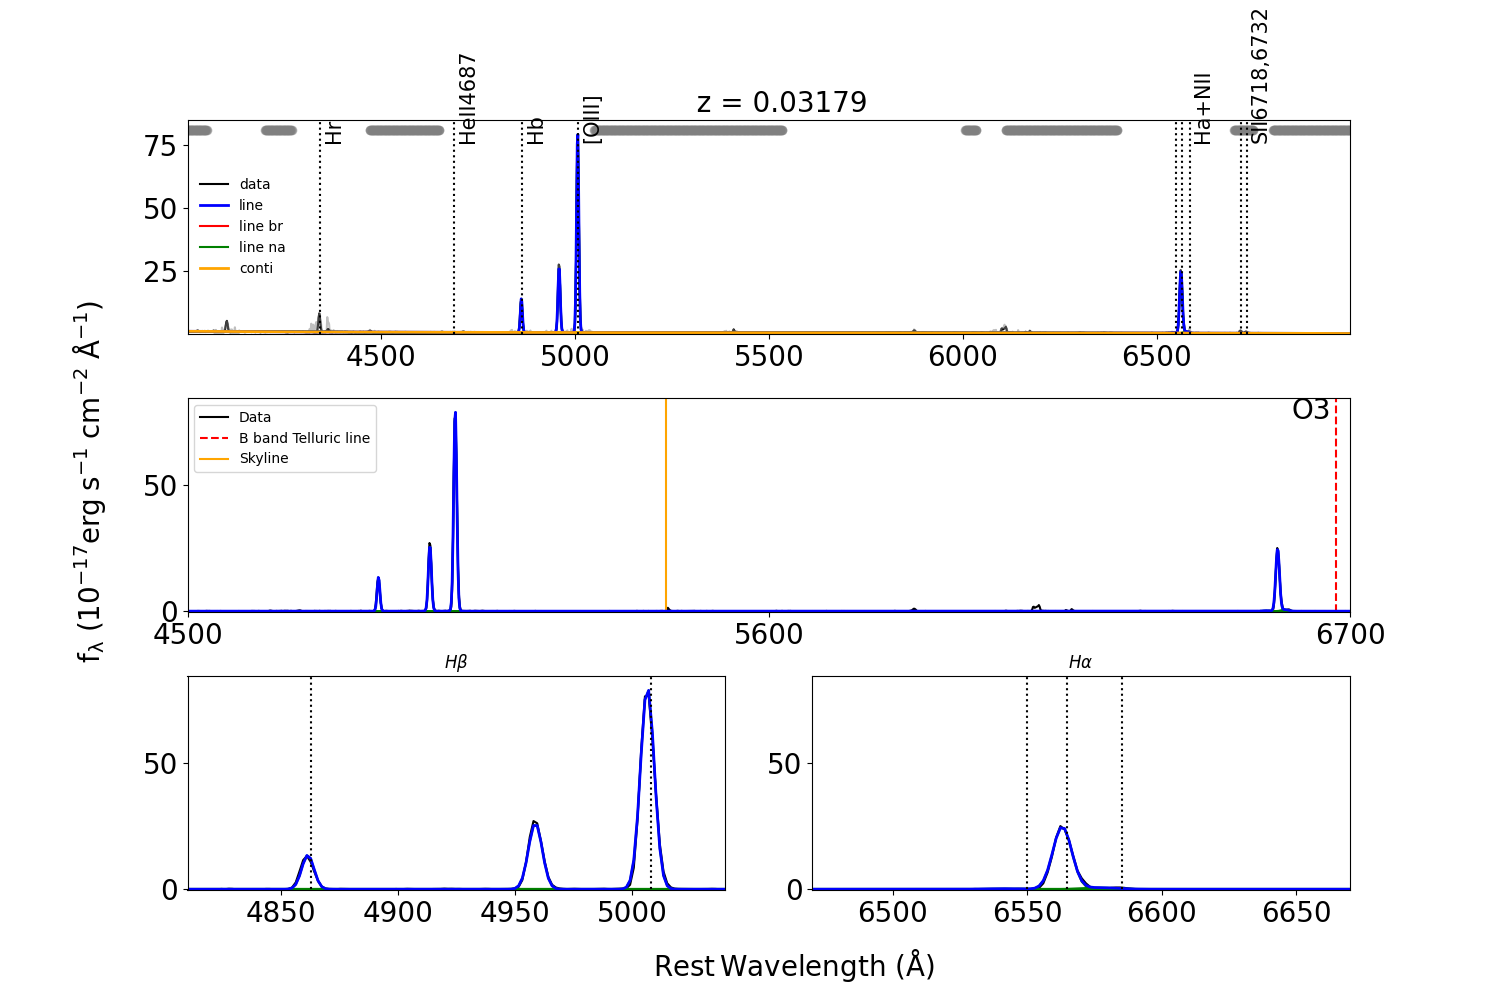 z = 0.03179
Hr
HeII4687
Hb
[OIII]
Ha+NII
SII6718,6732
75
50
25
data
line
line br
line na
conti
4500 5000 5500 6000 6500
fλ (10−17erg s−1 cm−2 Å−1)
50
0
Data
B band Telluric line
Skyline
O3
4500 5600 6700
Hβ
50
0
4850 4900 4950 5000
Hα
50
0
6500 6550 6600 6650
Rest Wavelength (Å)